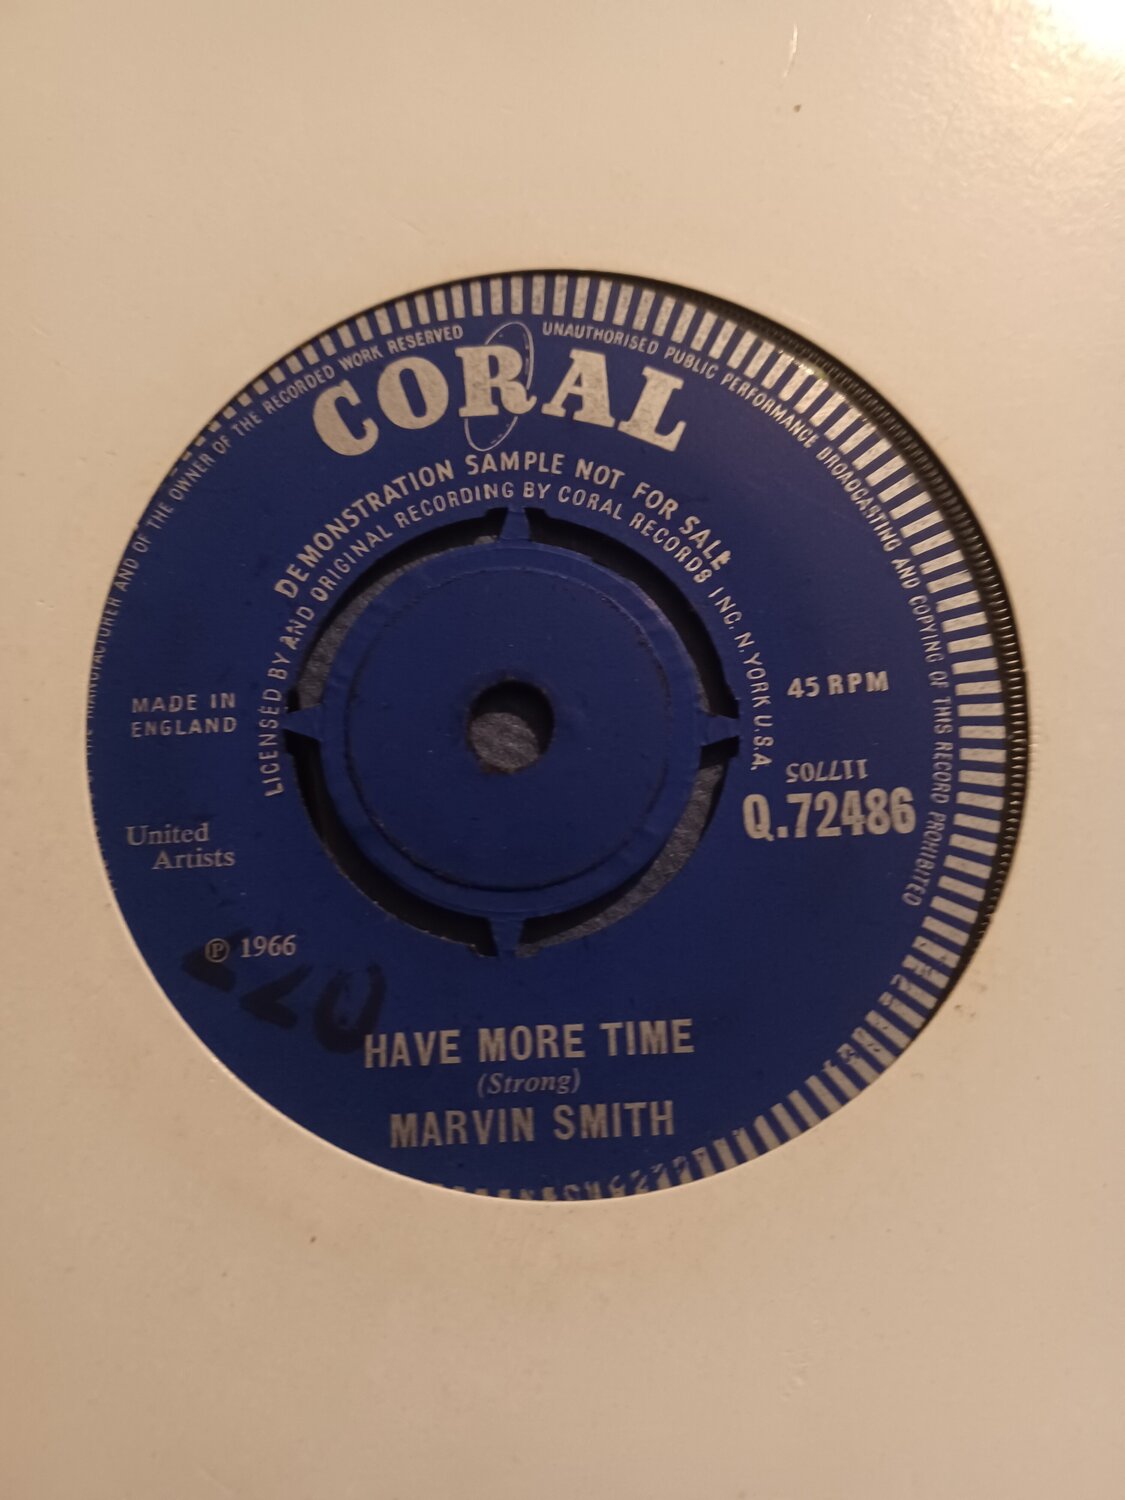 THE MANUFACTURER AND OF THE OWNER OF THE RECORDED WORK RESERVED
UNAUTHORISED PUBLIC PERFORMANCE BROADCASTING AND COPYING OF THIS RECORD PROHIBITED
CORAL
DEMONSTRATION SAMPLE NOT FOR SALE
LICENSED BY AND ORIGINAL RECORDING BY CORAL RECORDS INC. N. YORK U.S.A.
MADE IN
ENGLAND
45 RPM
117705
Q.72486
United
Artists
℗ 1966
HAVE MORE TIME
(Strong)
MARVIN SMITH